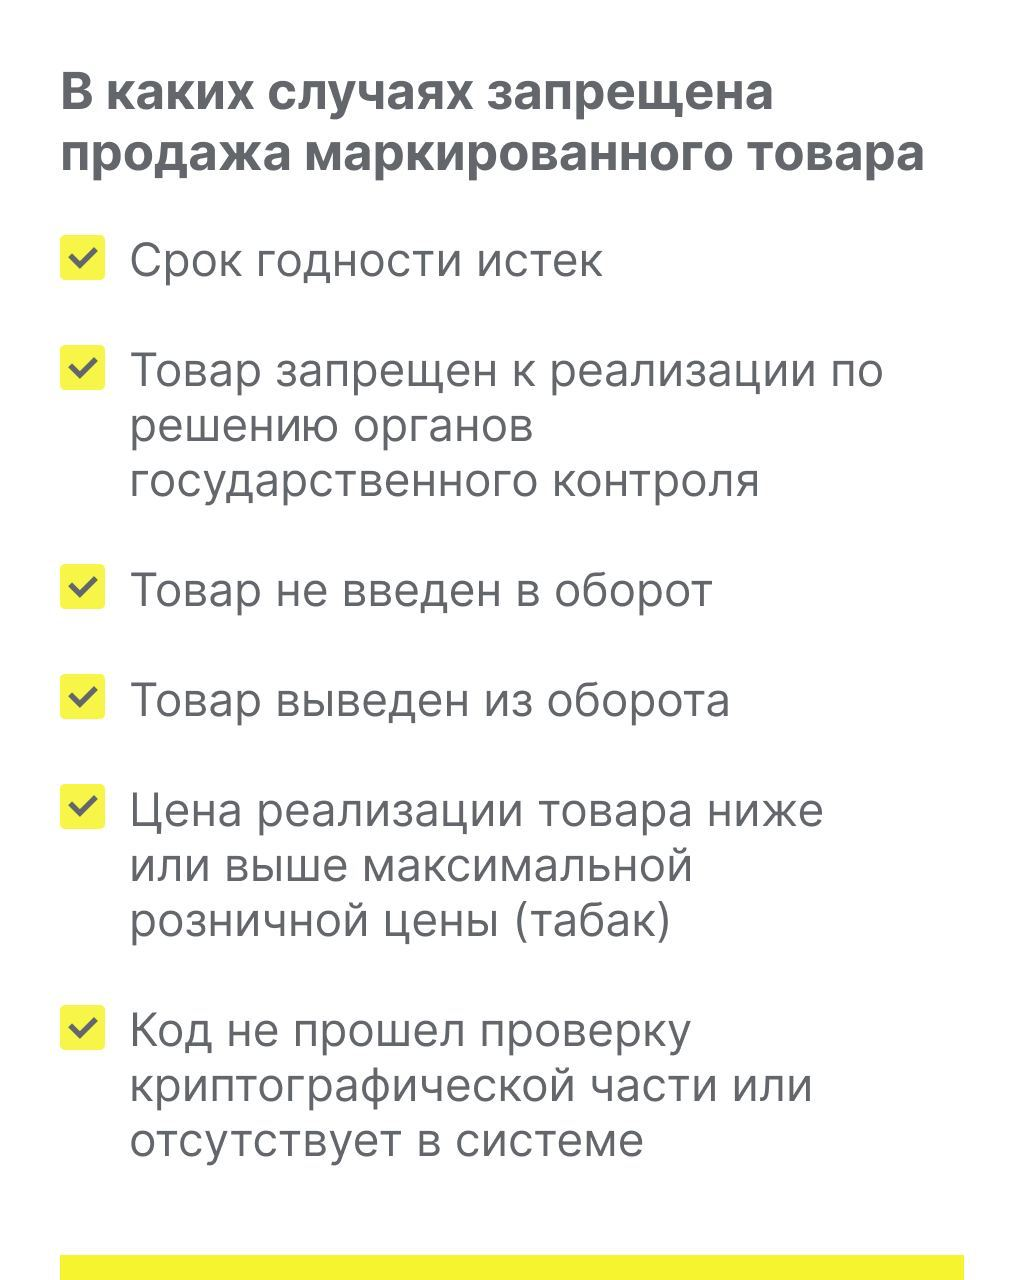 В каких случаях запрещена
продажа маркированного товара
Срок годности истек
Товар запрещен к реализации по
решению органов
государственного контроля
Товар не введен в оборот
Товар выведен из оборота
Цена реализации товара ниже
или выше максимальной
розничной цены (табак)
Код не прошел проверку
криптографической части или
отсутствует в системе